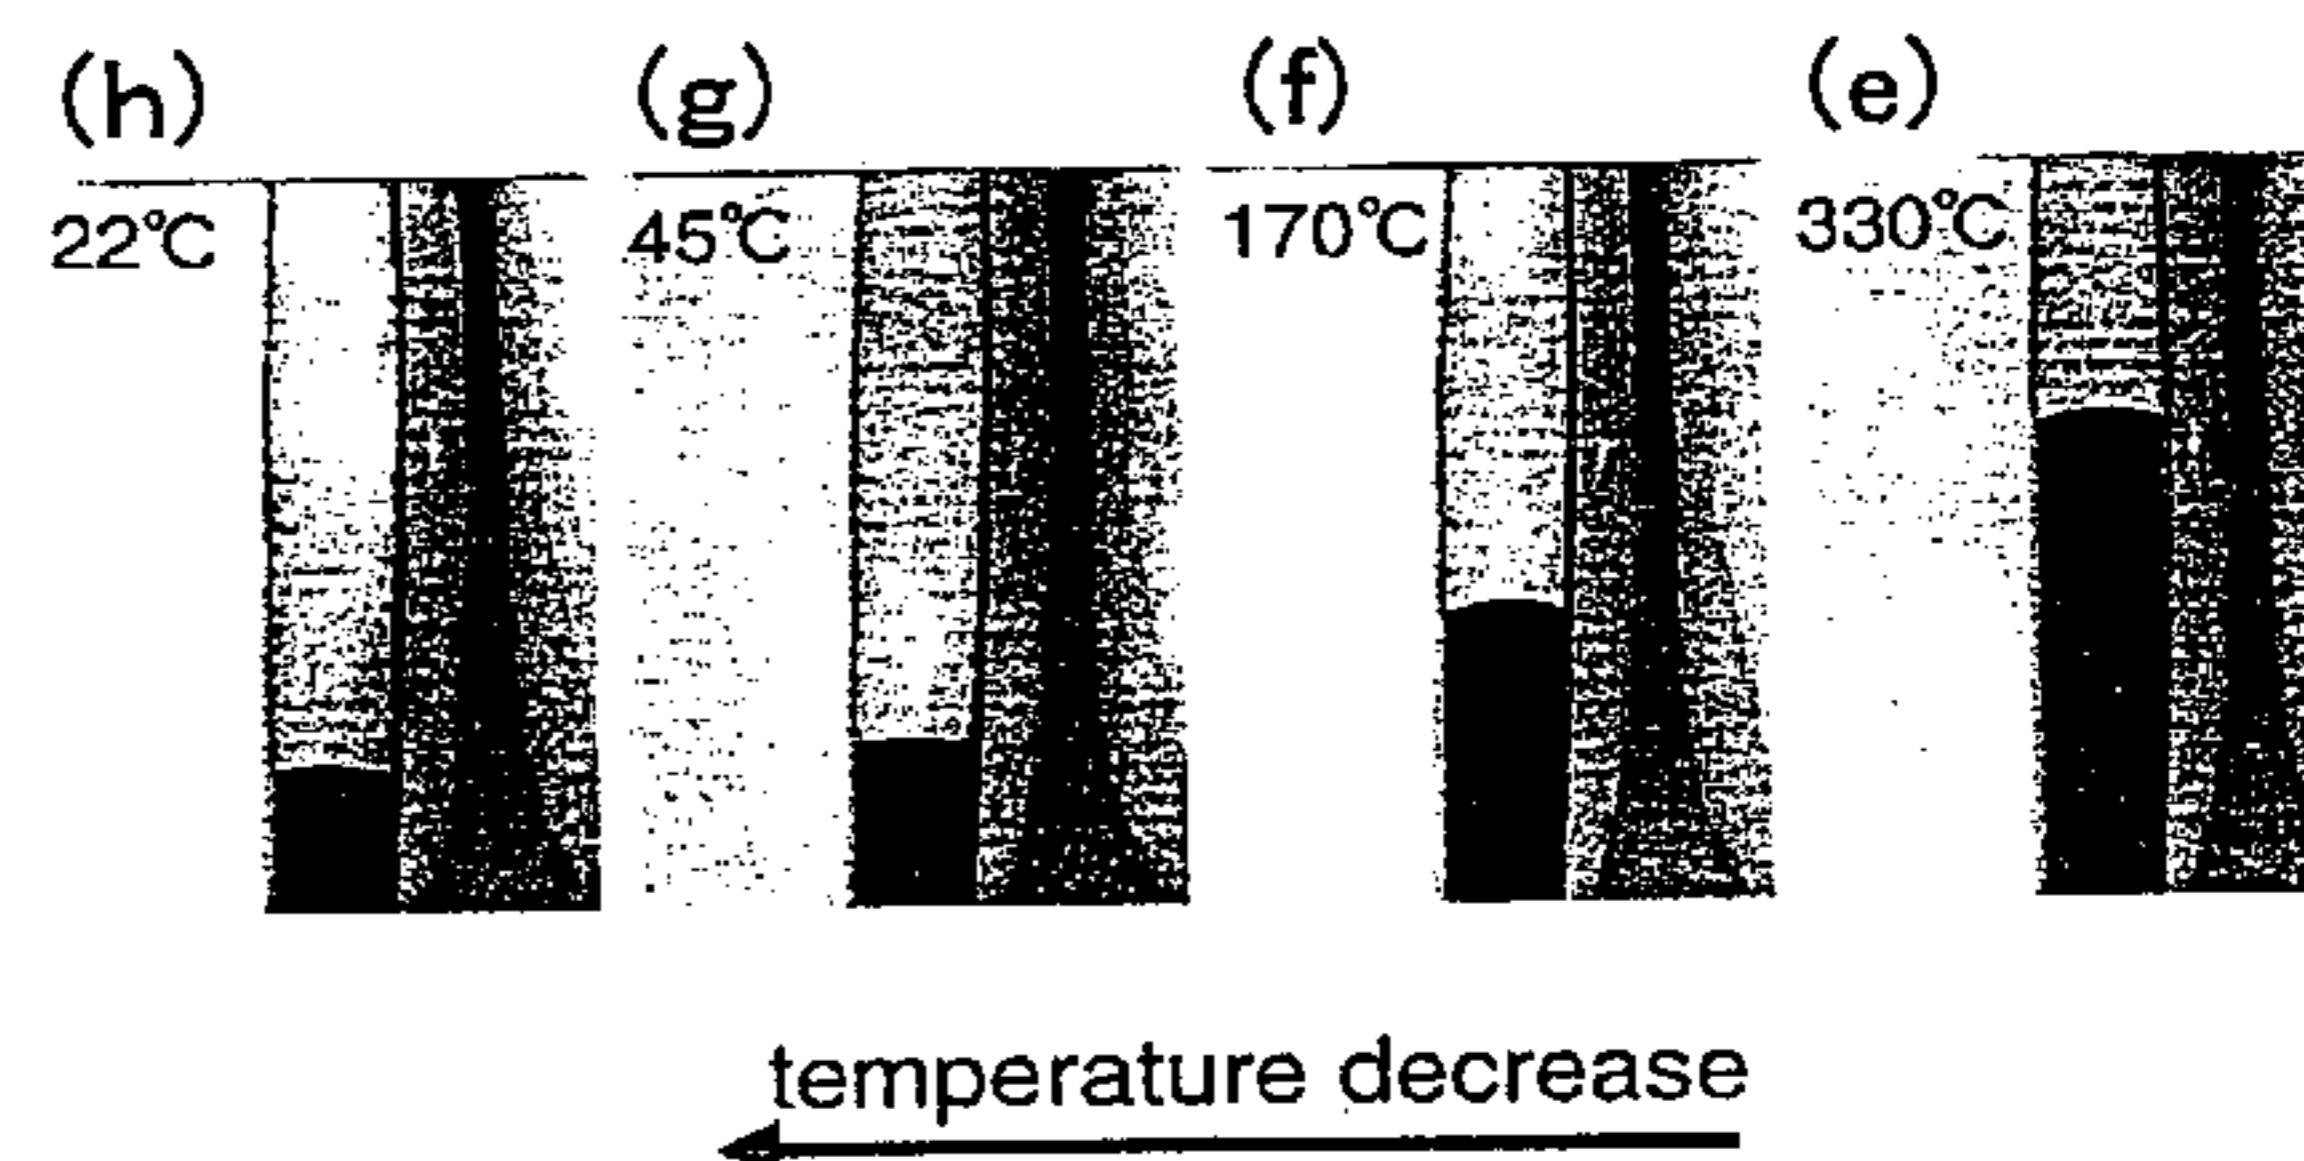 (h) (g) (f) (e)
22℃ 45℃ 170℃ 330℃
temperature decrease